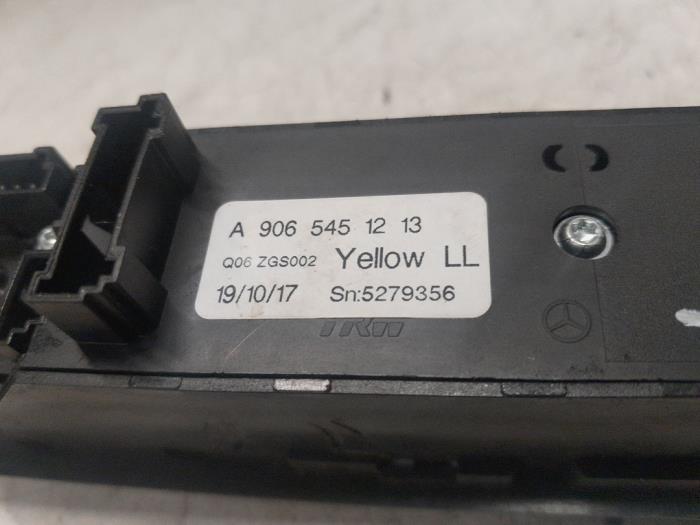 A 906 545 12 13
Q06 ZGS002 Yellow LL
19/10/17 Sn:5279356
TRW